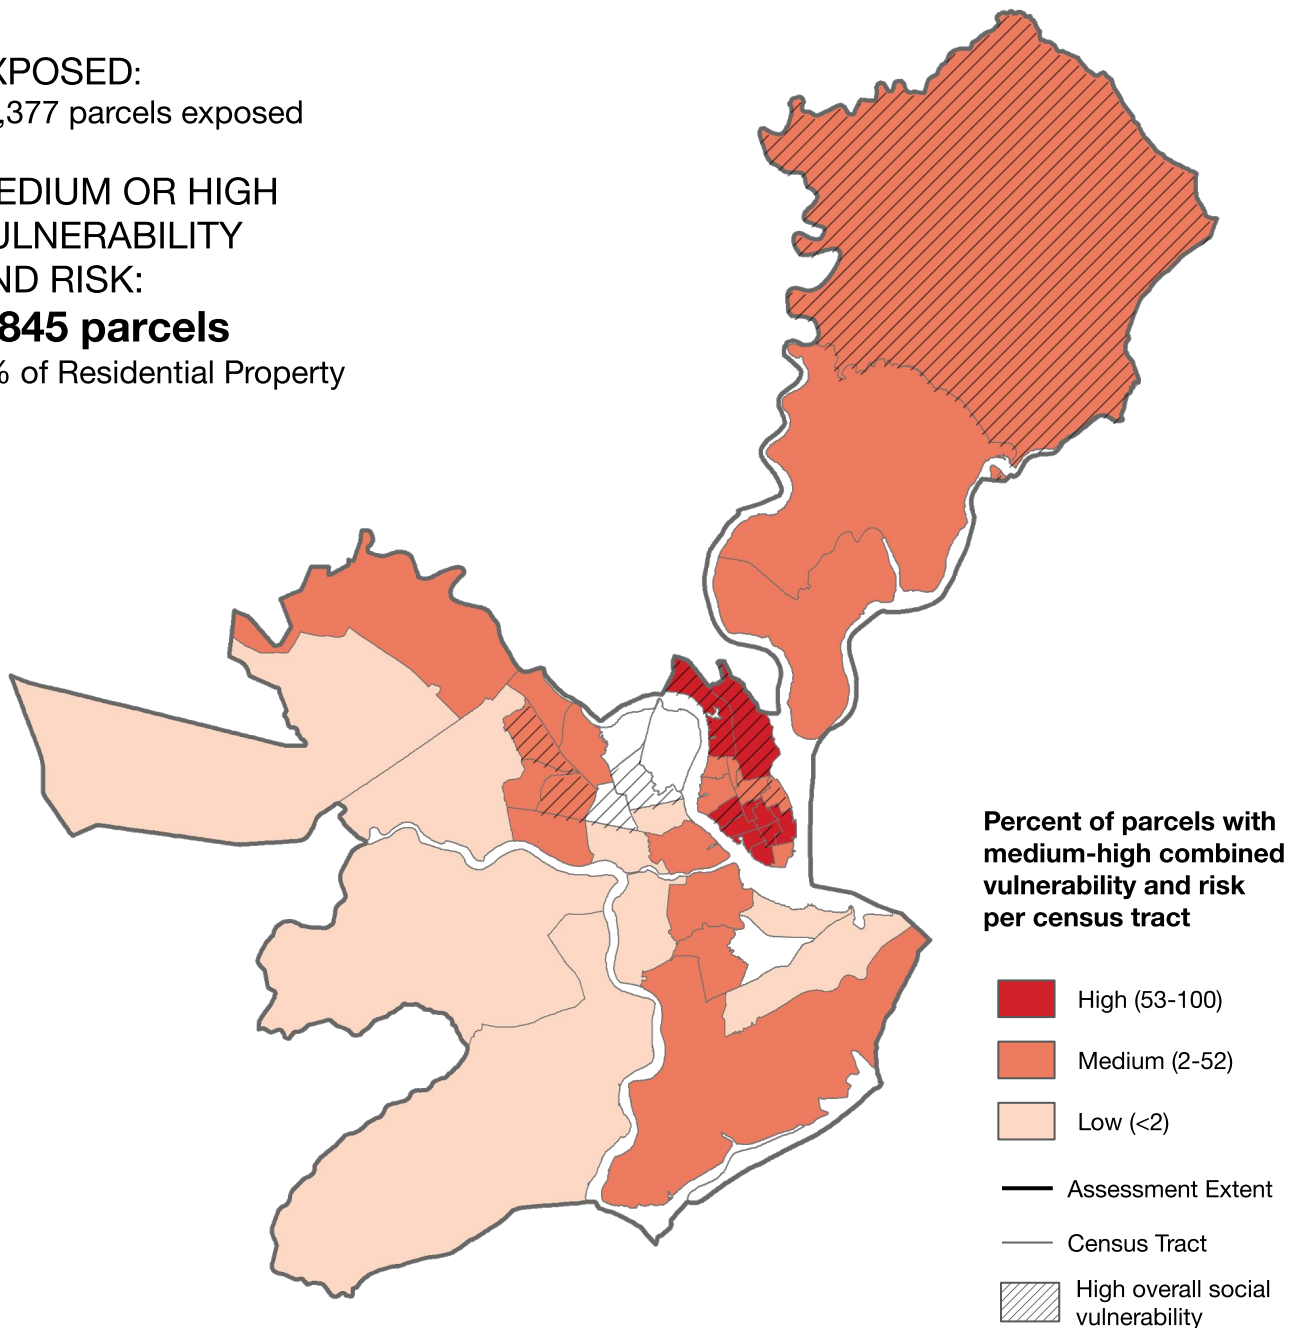 XPOSED:
,377 parcels exposed
EDIUM OR HIGH
ULNERABILITY
ND RISK:
845 parcels
% of Residential Property
Percent of parcels with
medium-high combined
vulnerability and risk
per census tract
High (53-100)
Medium (2-52)
Low (<2)
Assessment Extent
Census Tract
High overall social
vulnerability